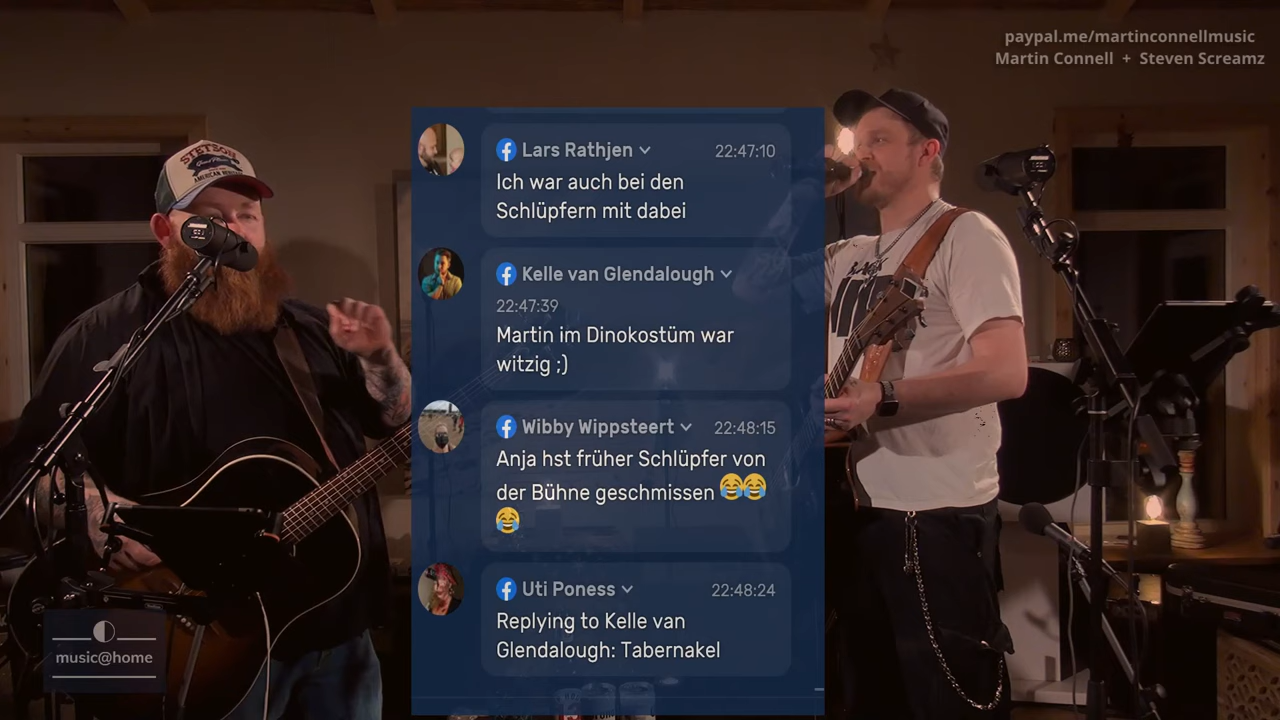 paypal.me/martinconnellmusic
Martin Connell + Steven Screamz
STETSON
AMERICAN
Lars Rathjen 22:47:10
Ich war auch bei den
Schlüpfern mit dabei
Kelle van Glendalough
22:47:39
Martin im Dinokostüm war
witzig ;)
Wibby Wippsteert 22:48:15
Anja hst früher Schlüpfer von
der Bühne geschmissen 😂😂
😂
Uti Poness 22:48:24
Replying to Kelle van
Glendalough: Tabernakel
music@home